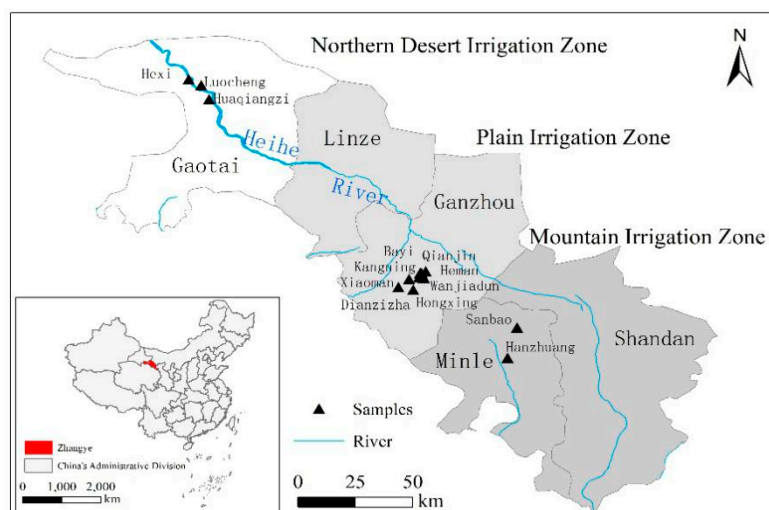 N
Northern Desert Irrigation Zone
Hexi
Luocheng
Huaqiangzi
Heihe
Linze
Plain Irrigation Zone
Gaotai
River
Ganzhou
Mountain Irrigation Zone
Bayi
Qianjin
Kangning
Heman
Xiaoman
Wanjiadun
Dianzizha
Hongxing
Sanbao
Shandan
Hanzhuang
Minle
Samples
River
Zhangye
China's Administrative Division
0 1,000 2,000
km
0 25 50
km